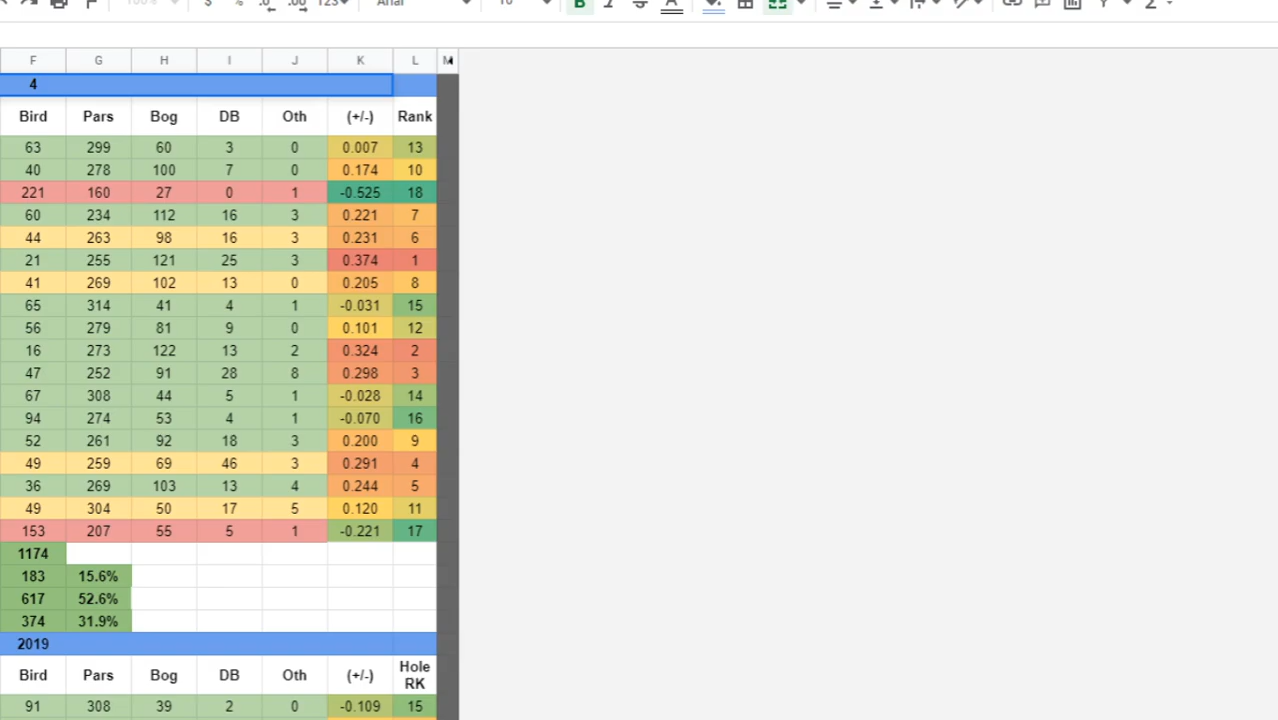 $ % .0 .00 123 Arial 10 B I S A
F G H I J K L M
4
Bird Pars Bog DB Oth (+/-) Rank
63 299 60 3 0 0.007 13
40 278 100 7 0 0.174 10
221 160 27 0 1 -0.525 18
60 234 112 16 3 0.221 7
44 263 98 16 3 0.231 6
21 255 121 25 3 0.374 1
41 269 102 13 0 0.205 8
65 314 41 4 1 -0.031 15
56 279 81 9 0 0.101 12
16 273 122 13 2 0.324 2
47 252 91 28 8 0.298 3
67 308 44 5 1 -0.028 14
94 274 53 4 1 -0.070 16
52 261 92 18 3 0.200 9
49 259 69 46 3 0.291 4
36 269 103 13 4 0.244 5
49 304 50 17 5 0.120 11
153 207 55 5 1 -0.221 17
1174
183 15.6%
617 52.6%
374 31.9%
2019
Bird Pars Bog DB Oth (+/-) Hole RK
91 308 39 2 0 -0.109 15